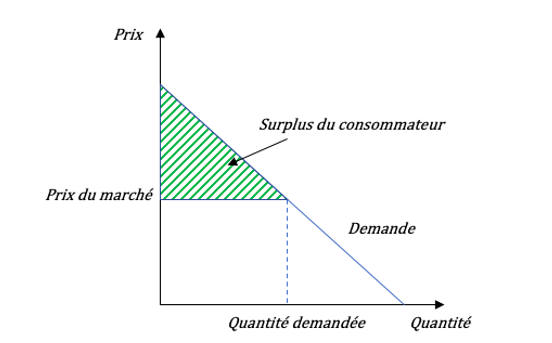 Prix
Surplus du consommateur
Prix du marché
Demande
Quantité demandée
Quantité